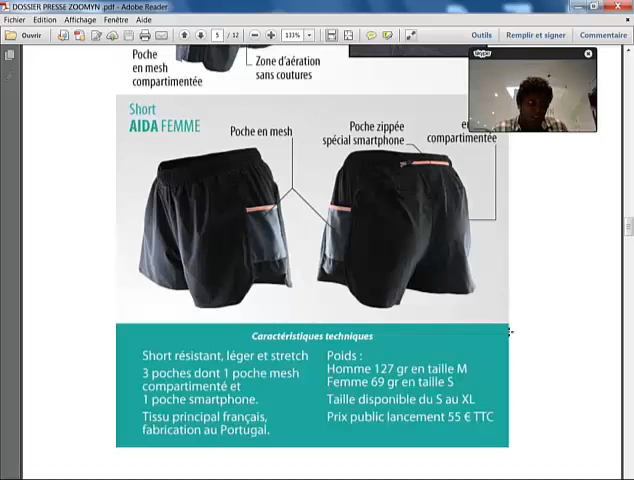 DOSSIER PRESSE ZOOMYN .pdf - Adobe Reader
Fichier Edition Affichage Fenêtre Aide
Ouvrir 5 / 12 133% Outils Remplir et signer Commentaire
Poche
en mesh
compartimentée
Zone d'aération
sans coutures
skype
Short
AIDA FEMME
Poche en mesh
Poche zippée
spécial smartphone
compartimentée
Caractéristiques techniques
Short résistant, léger et stretch
3 poches dont 1 poche mesh
compartimenté et
1 poche smartphone.
Tissu principal français,
fabrication au Portugal.
Poids :
Homme 127 gr en taille M
Femme 69 gr en taille S
Taille disponible du S au XL
Prix public lancement 55 € TTC